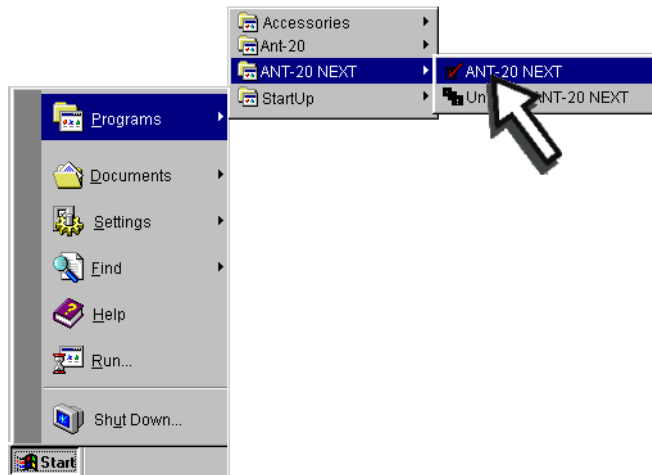 Accessories
Ant-20
ANT-20 NEXT
StartUp
ANT-20 NEXT
Un ANT-20 NEXT
Programs
Documents
Settings
Find
Help
Run...
Shut Down...
Start